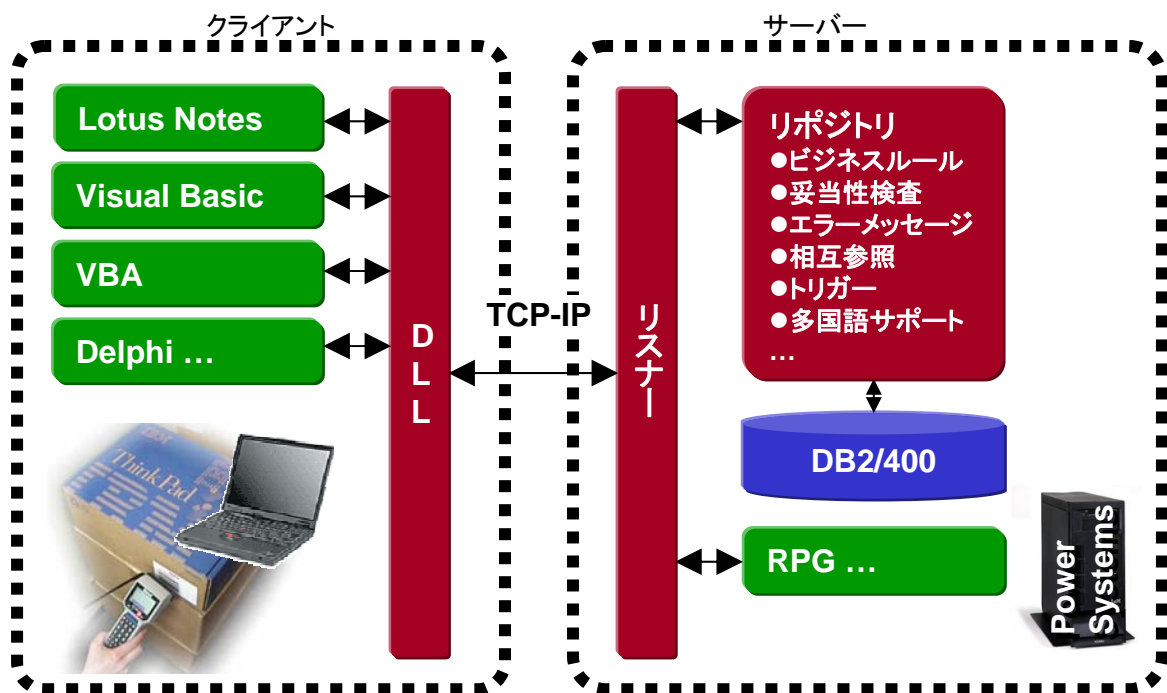 クライアント
サーバー
Lotus Notes
Visual Basic
VBA
Delphi …
DLL
TCP-IP
リスナー
リポジトリ
●ビジネスルール
●妥当性検査
●エラーメッセージ
●相互参照
●トリガー
●多国語サポート
…
DB2/400
RPG …
Power
Systems
ThinkPad